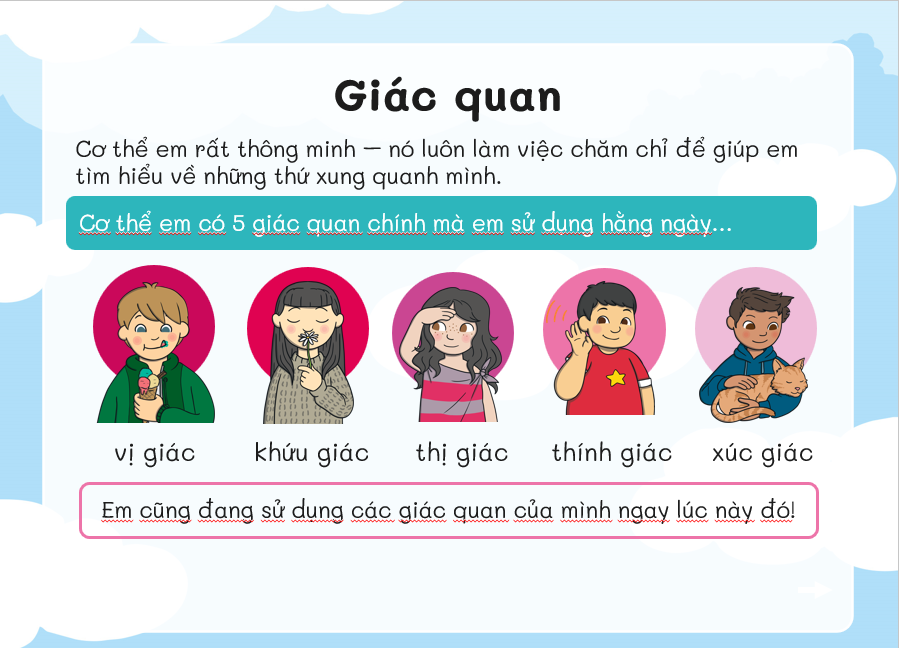 Giác quan
Cơ thể em rất thông minh – nó luôn làm việc chăm chỉ để giúp em
tìm hiểu về những thứ xung quanh mình.
Cơ thể em có 5 giác quan chính mà em sử dụng hằng ngày...
vị giác
khứu giác
thị giác
thính giác
xúc giác
Em cũng đang sử dụng các giác quan của mình ngay lúc này đó!